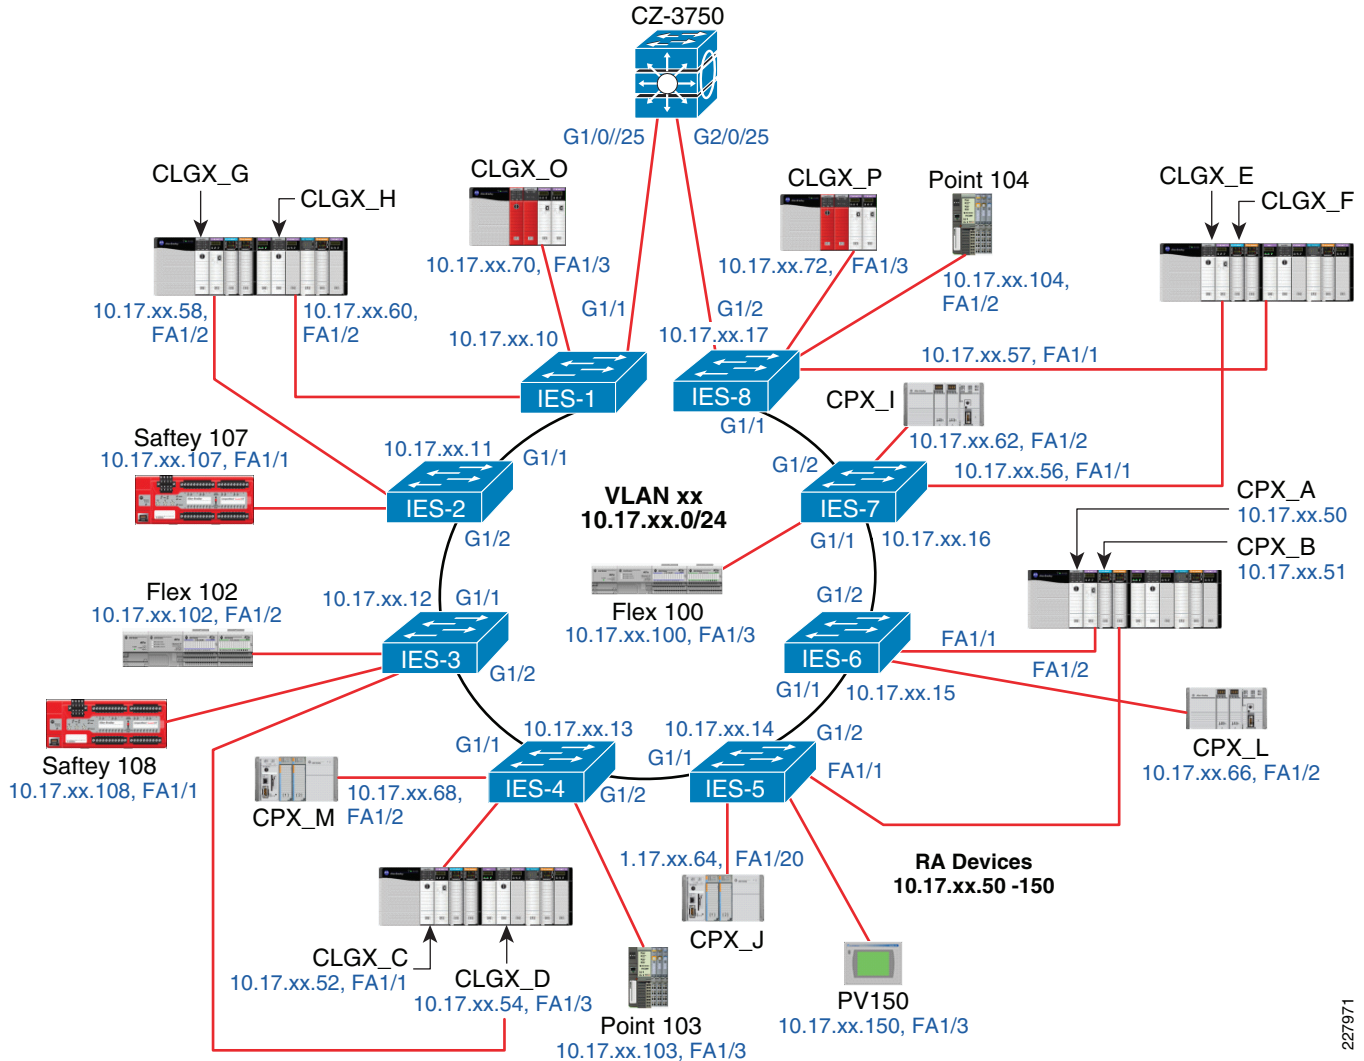 CZ-3750
G1/0//25
G2/0/25
CLGX_G
CLGX_H
CLGX_O
CLGX_P
Point 104
CLGX_E
CLGX_F
10.17.xx.70, FA1/3
10.17.xx.72, FA1/3
10.17.xx.104,
FA1/2
10.17.xx.58,
FA1/2
10.17.xx.60,
FA1/2
G1/1
G1/2
10.17.xx.10
10.17.xx.17
10.17.xx.57, FA1/1
IES-1
IES-8
CPX_I
G1/1
10.17.xx.62, FA1/2
Saftey 107
10.17.xx.107, FA1/1
10.17.xx.11
G1/1
G1/2
10.17.xx.56, FA1/1
IES-2
VLAN xx
10.17.xx.0/24
IES-7
CPX_A
10.17.xx.50
CPX_B
10.17.xx.51
G1/2
G1/1
10.17.xx.16
Flex 102
10.17.xx.102, FA1/2
10.17.xx.12
G1/1
Flex 100
10.17.xx.100, FA1/3
G1/2
IES-3
G1/2
IES-6
FA1/1
FA1/2
G1/1
10.17.xx.15
Saftey 108
10.17.xx.108, FA1/1
10.17.xx.13
G1/1
10.17.xx.14
G1/1
G1/2
FA1/1
CPX_L
10.17.xx.66, FA1/2
CPX_M
10.17.xx.68,
FA1/2
IES-4
G1/2
IES-5
1.17.xx.64, FA1/20
RA Devices
10.17.xx.50 -150
CLGX_C
10.17.xx.52, FA1/1
CLGX_D
10.17.xx.54, FA1/3
CPX_J
Point 103
10.17.xx.103, FA1/3
PV150
10.17.xx.150, FA1/3
227971